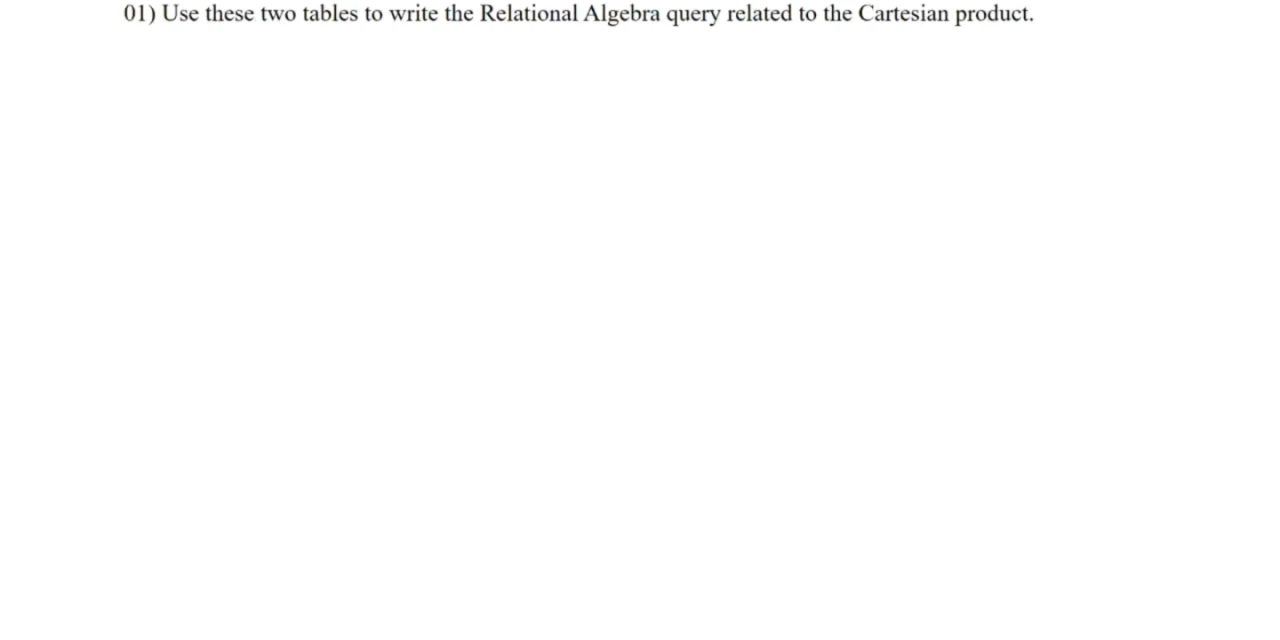 01) Use these two tables to write the Relational Algebra query related to the Cartesian product.